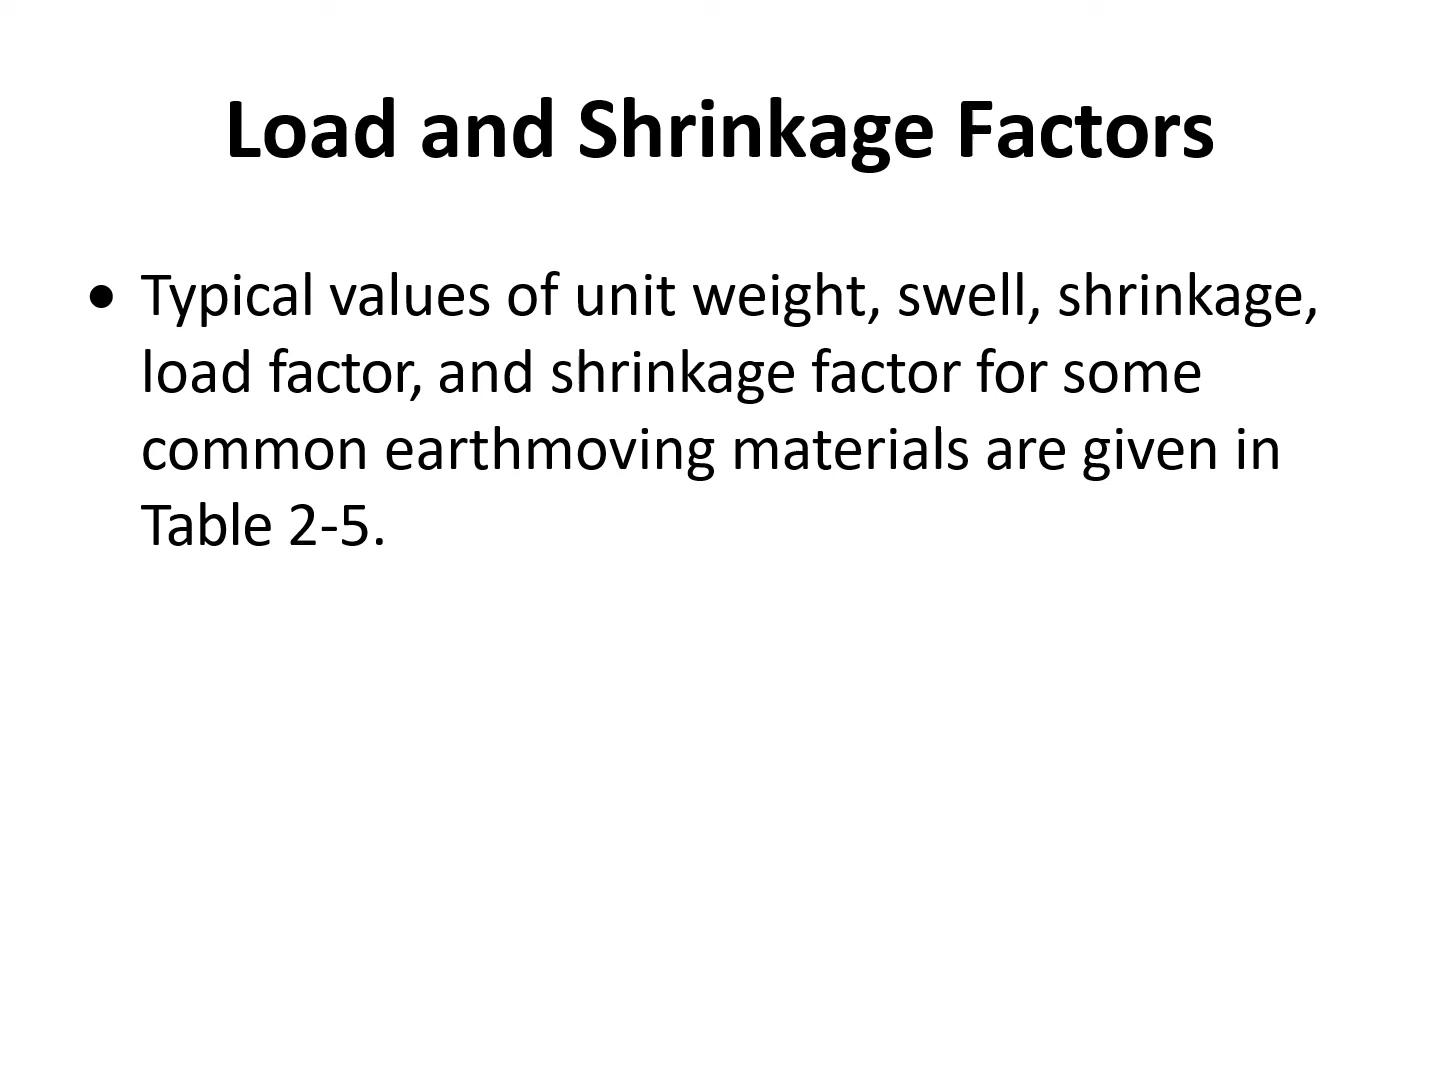 Load and Shrinkage Factors
• Typical values of unit weight, swell, shrinkage,
load factor, and shrinkage factor for some
common earthmoving materials are given in
Table 2-5.